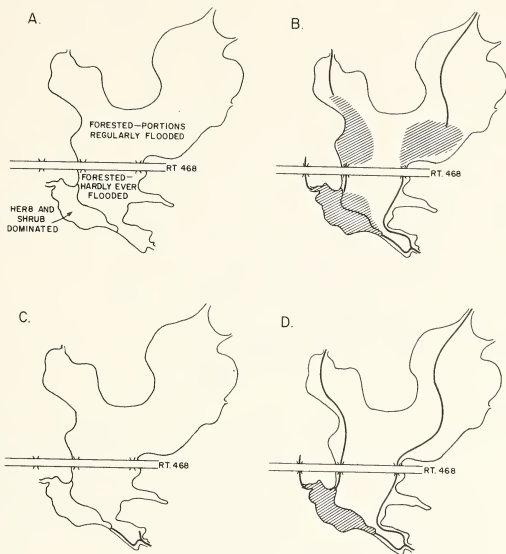 A.
FORESTED-PORTIONS
REGULARLY FLOODED
RT. 468
FORESTED-
HARDLY EVER
FLOODED
HERB AND
SHRUB
DOMINATED
B.
RT. 468
C.
RT. 468
D.
RT. 468